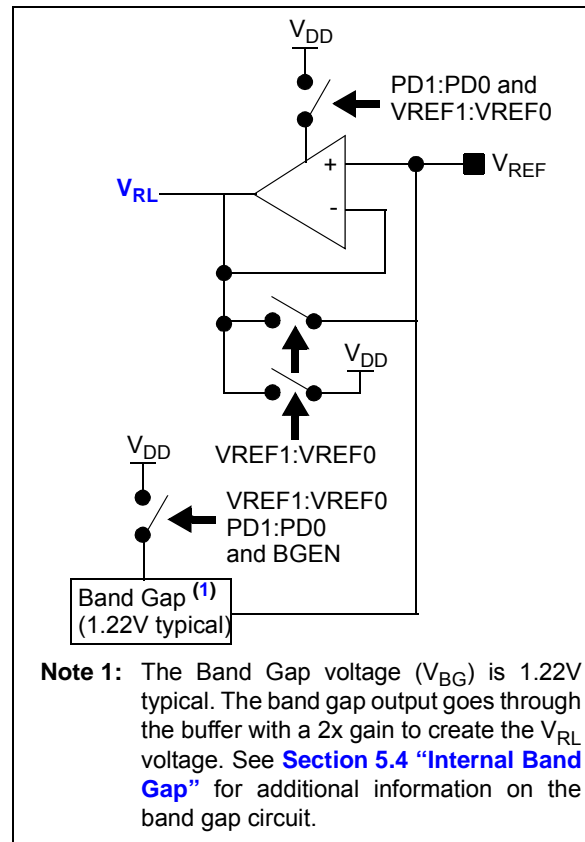 VDD
PD1:PD0 and
VREF1:VREF0
+
VREF
VRL
-
VDD
VREF1:VREF0
VDD
VREF1:VREF0
PD1:PD0
and BGEN
Band Gap (1)
(1.22V typical)
Note 1: The Band Gap voltage (VBG) is 1.22V
typical. The band gap output goes through
the buffer with a 2x gain to create the VRL
voltage. See Section 5.4 “Internal Band
Gap” for additional information on the
band gap circuit.